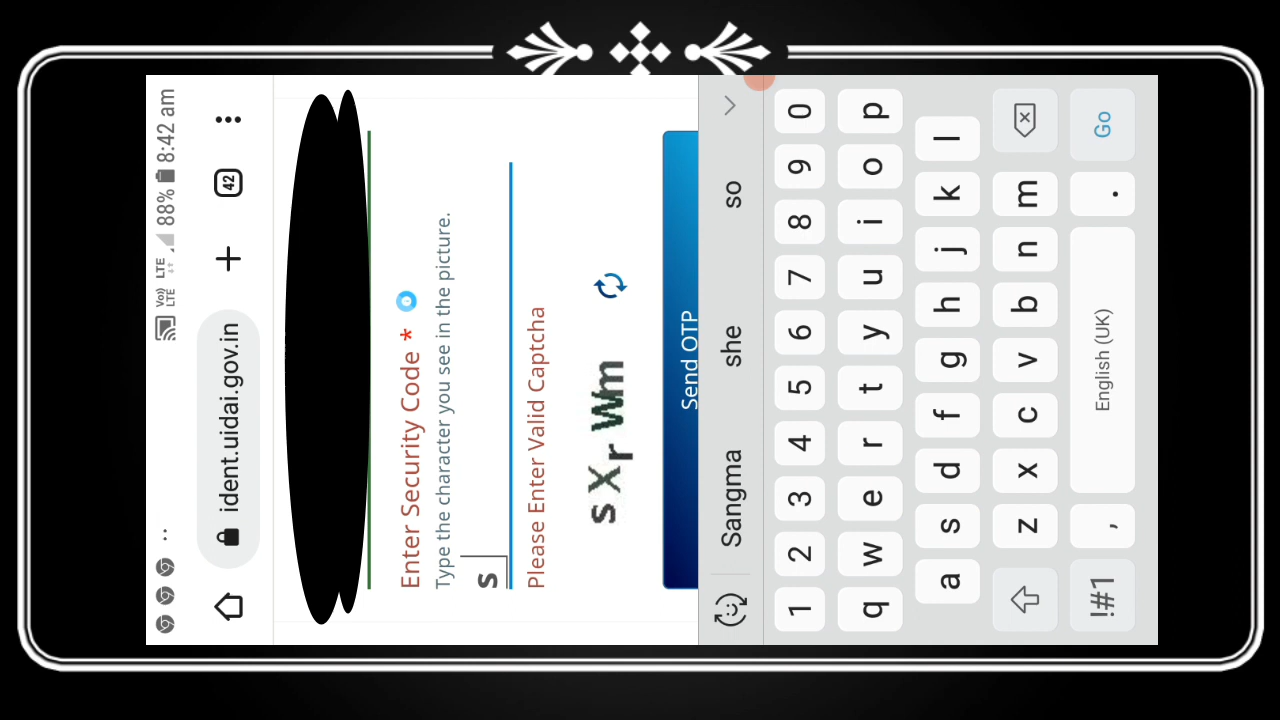 Vo)) LTE
LTE 88% 8:42 am
ident.uidai.gov.in
42
Enter Security Code *
Type the character you see in the picture.
s
Please Enter Valid Captcha
sXrWm
Send OTP
Sangma she so
1 2 3 4 5 6 7 8 9 0
q w e r t y u i o p
a s d f g h j k l
z x c v b n m
!#1 , English (UK) . Go